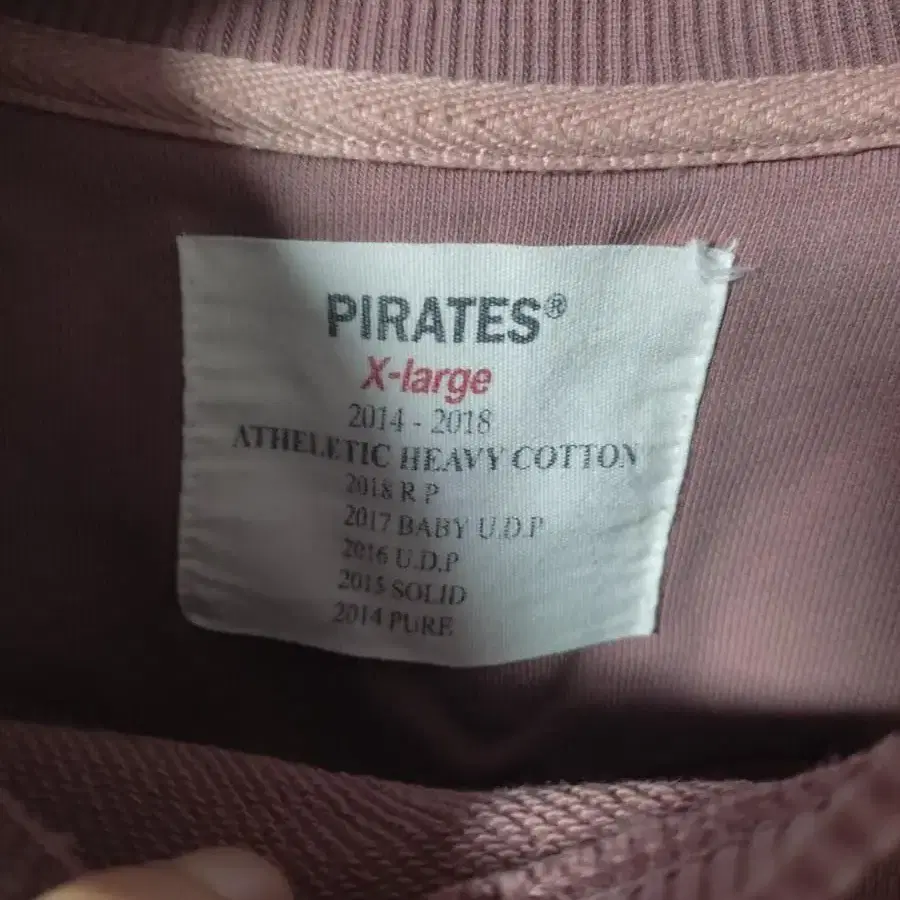 PIRATES®
X-large
2014 - 2018
ATHELETIC HEAVY COTTON
2018 R P
2017 BABY U.D.P
2016 U.D.P
2015 SOLID
2014 PURE